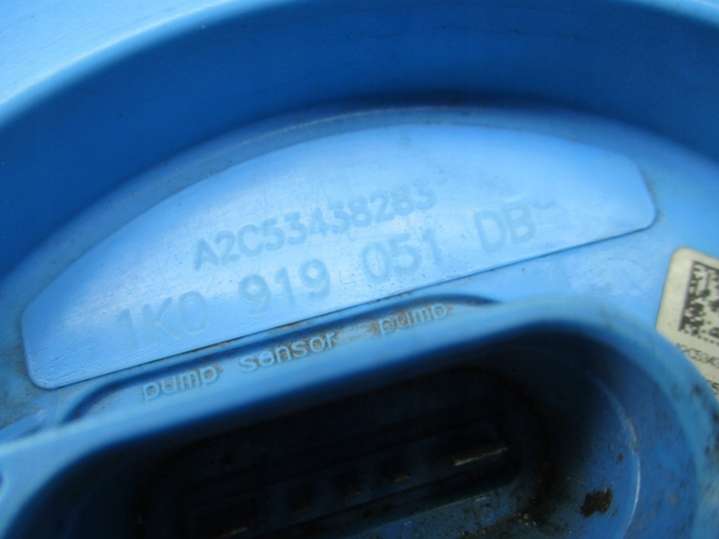 A2C53438283
1K0 919 051 DB
pump sensor pump